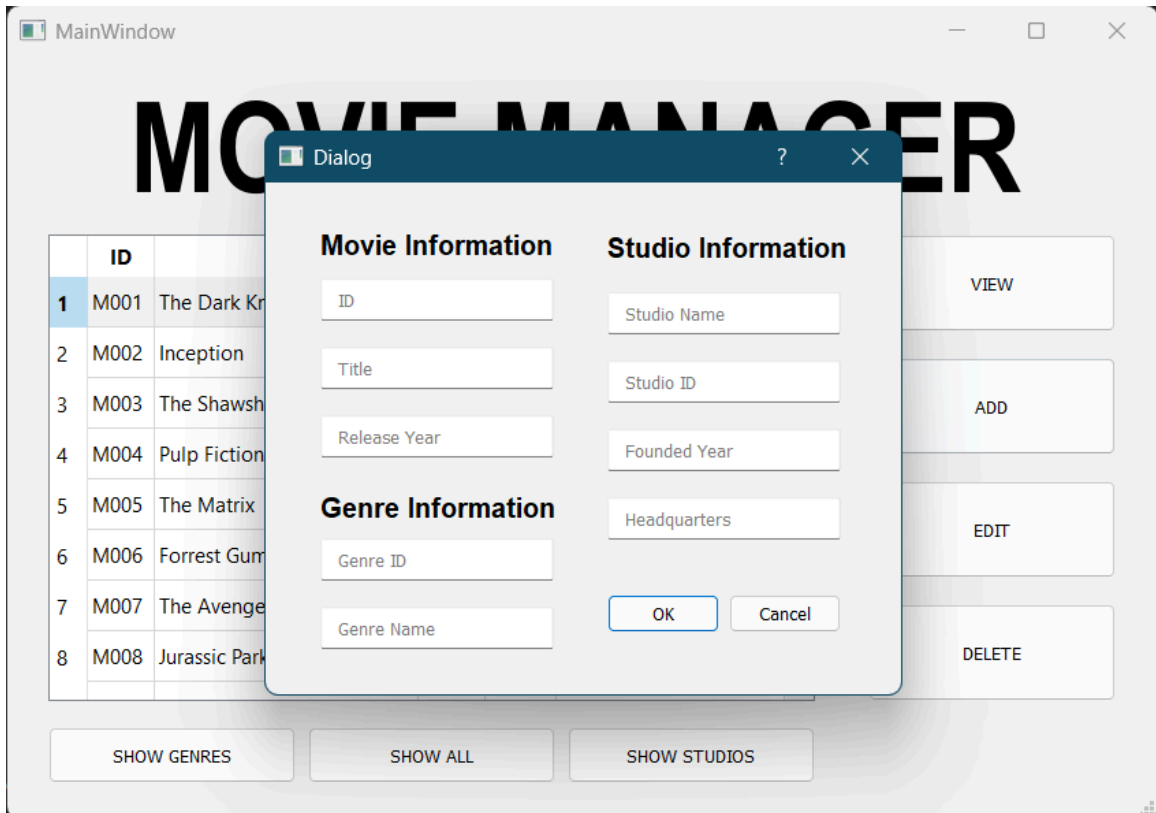 MainWindow
MOVIE MANAGER
Dialog
?
Movie Information
ID
Title
Release Year
Genre Information
Genre ID
Genre Name
Studio Information
Studio Name
Studio ID
Founded Year
Headquarters
OK
Cancel
ID
1 M001 The Dark Kr
2 M002 Inception
3 M003 The Shawsh
4 M004 Pulp Fiction
5 M005 The Matrix
6 M006 Forrest Gum
7 M007 The Avenge
8 M008 Jurassic Park
VIEW
ADD
EDIT
DELETE
SHOW GENRES
SHOW ALL
SHOW STUDIOS